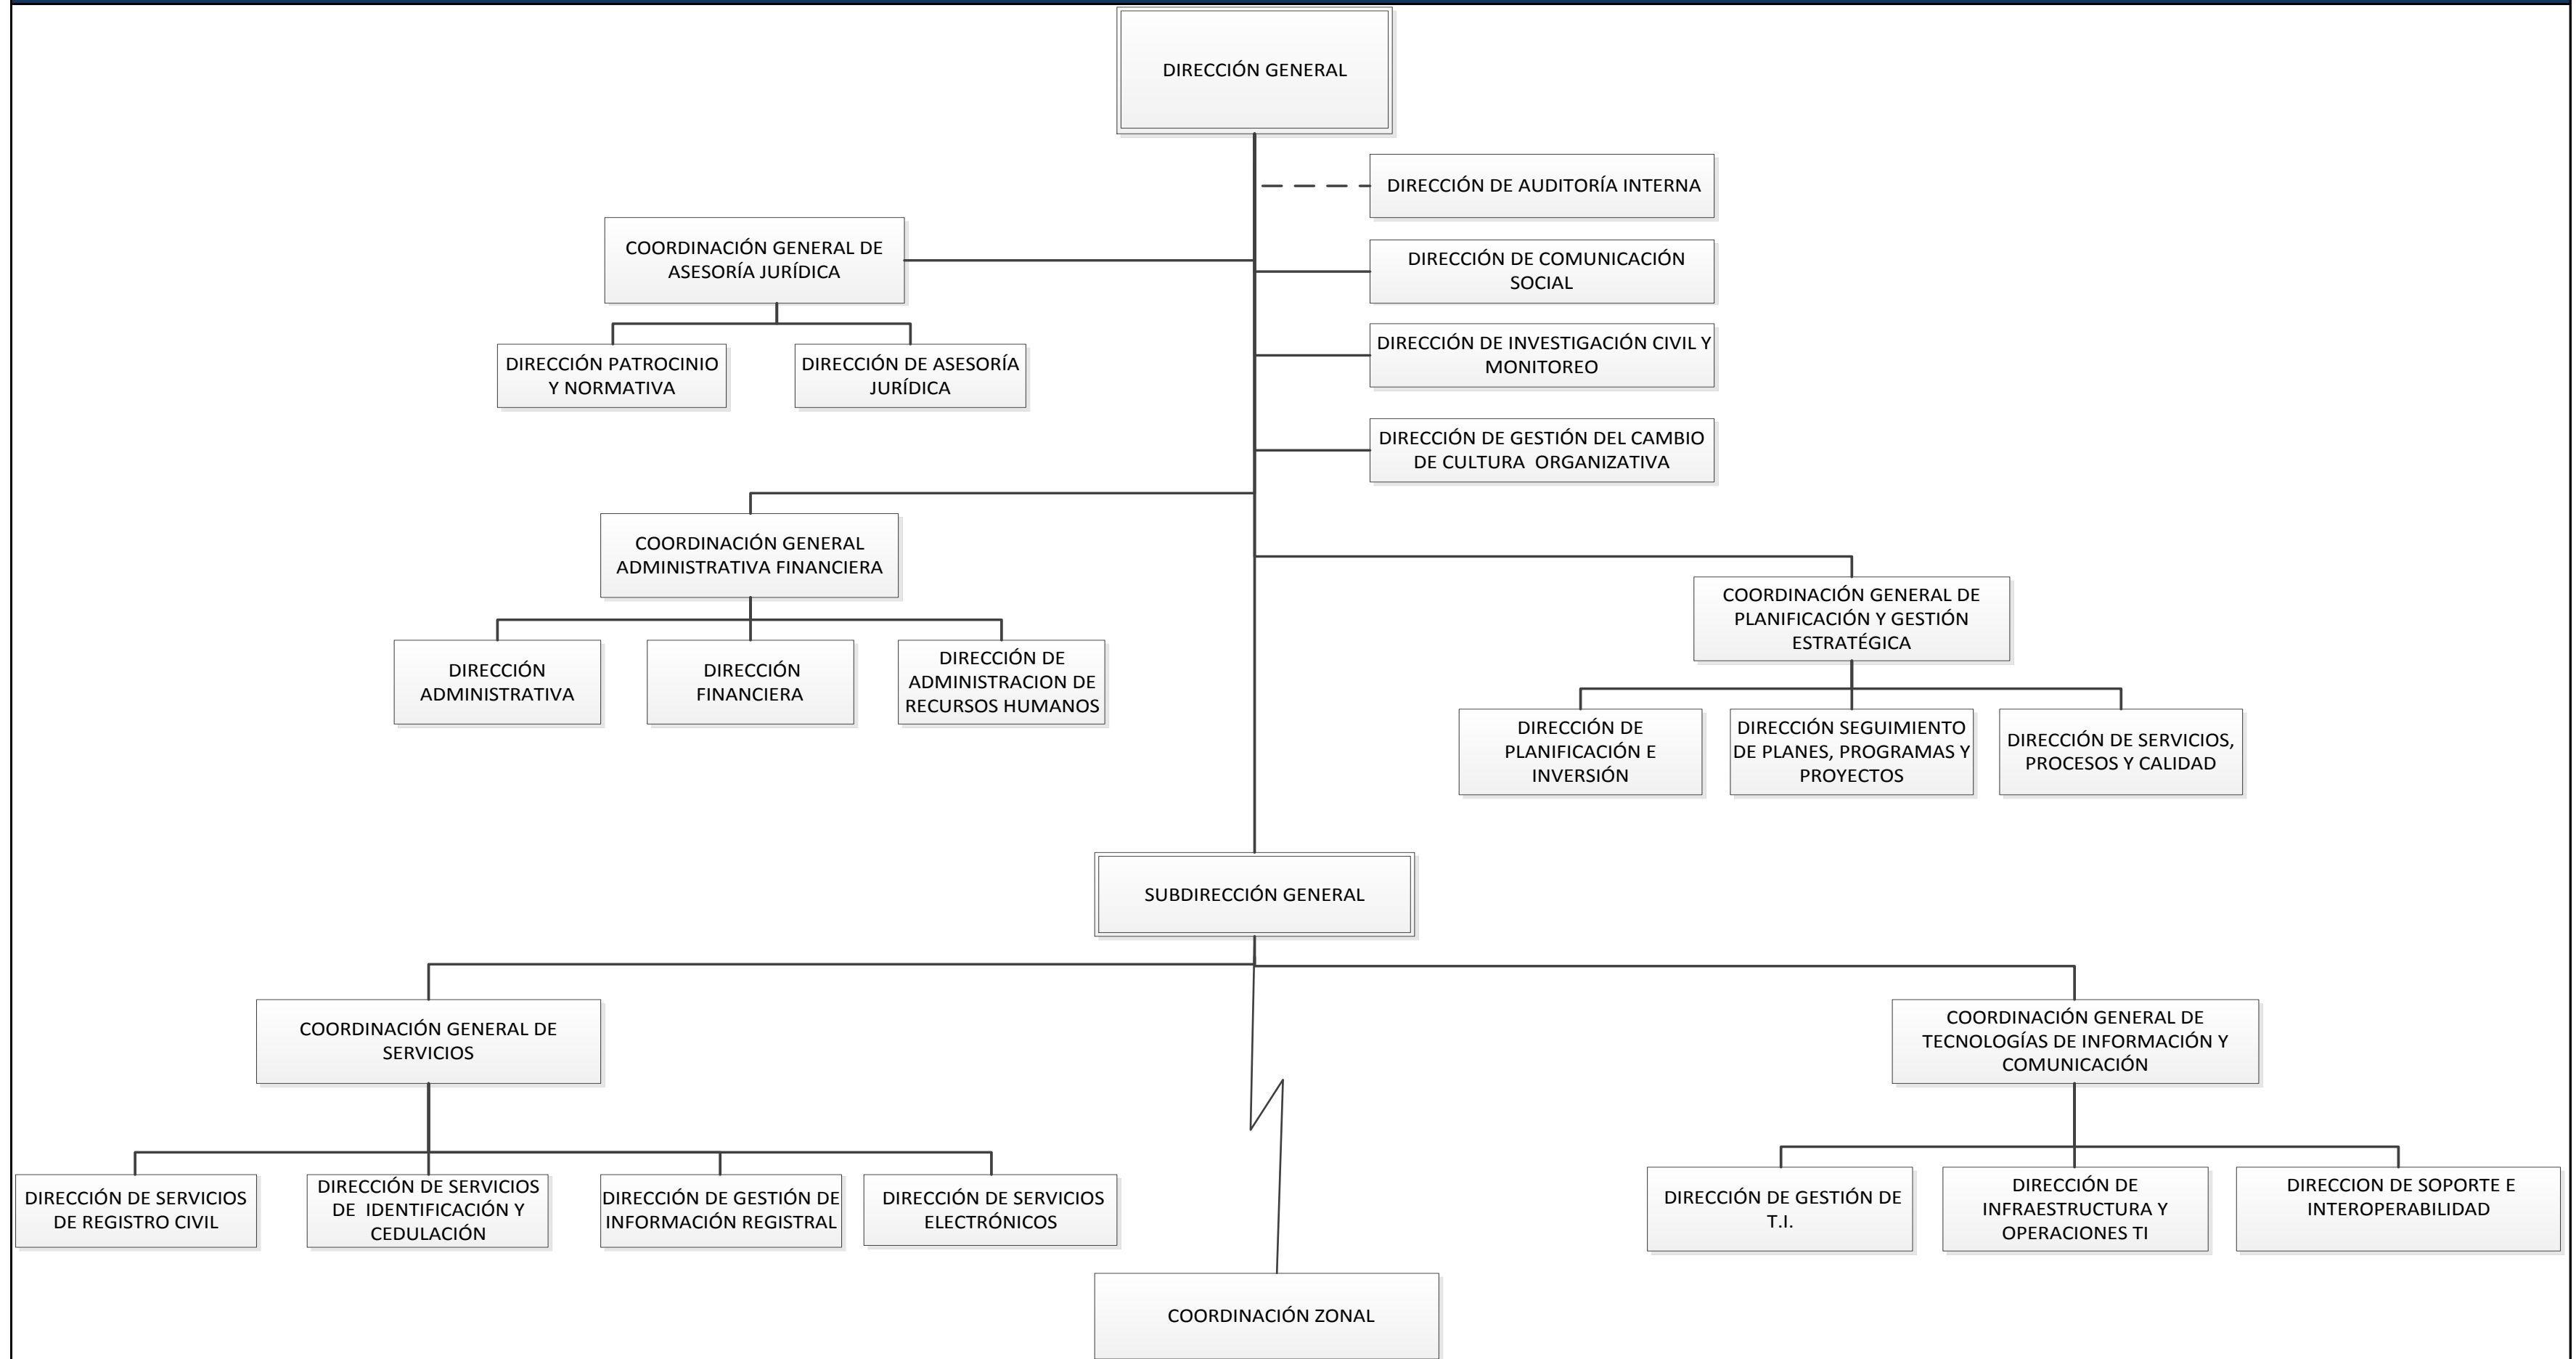 DIRECCIÓN GENERAL
DIRECCIÓN DE AUDITORÍA INTERNA
COORDINACIÓN GENERAL DE
ASESORÍA JURÍDICA
DIRECCIÓN DE COMUNICACIÓN
SOCIAL
DIRECCIÓN DE INVESTIGACIÓN CIVIL Y
MONITOREO
DIRECCIÓN PATROCINIO
Y NORMATIVA
DIRECCIÓN DE ASESORÍA
JURÍDICA
DIRECCIÓN DE GESTIÓN DEL CAMBIO
DE CULTURA  ORGANIZATIVA
COORDINACIÓN GENERAL
ADMINISTRATIVA FINANCIERA
COORDINACIÓN GENERAL DE
PLANIFICACIÓN Y GESTIÓN
ESTRATÉGICA
DIRECCIÓN
ADMINISTRATIVA
DIRECCIÓN
FINANCIERA
DIRECCIÓN DE
ADMINISTRACION DE
RECURSOS HUMANOS
DIRECCIÓN DE
PLANIFICACIÓN E
INVERSIÓN
DIRECCIÓN SEGUIMIENTO
DE PLANES, PROGRAMAS Y
PROYECTOS
DIRECCIÓN DE SERVICIOS,
PROCESOS Y CALIDAD
SUBDIRECCIÓN GENERAL
COORDINACIÓN GENERAL DE
SERVICIOS
COORDINACIÓN GENERAL DE
TECNOLOGÍAS DE INFORMACIÓN Y
COMUNICACIÓN
DIRECCIÓN DE SERVICIOS
DE REGISTRO CIVIL
DIRECCIÓN DE SERVICIOS
DE  IDENTIFICACIÓN Y
CEDULACIÓN
DIRECCIÓN DE GESTIÓN DE
INFORMACIÓN REGISTRAL
DIRECCIÓN DE SERVICIOS
ELECTRÓNICOS
DIRECCIÓN DE GESTIÓN DE
T.I.
DIRECCIÓN DE
INFRAESTRUCTURA Y
OPERACIONES TI
DIRECCION DE SOPORTE E
INTEROPERABILIDAD
COORDINACIÓN ZONAL